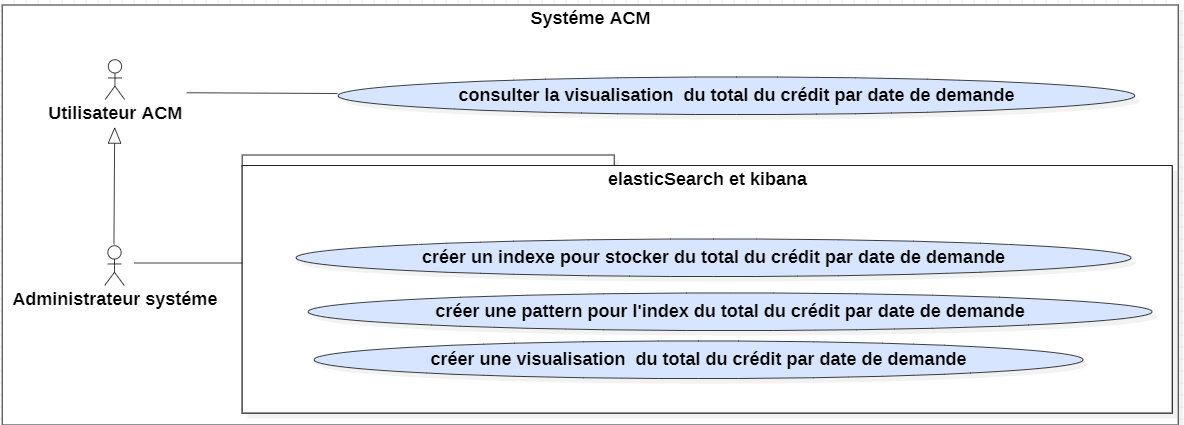 Systéme ACM
Utilisateur ACM
consulter la visualisation  du total du crédit par date de demande
elasticSearch et kibana
créer un indexe pour stocker du total du crédit par date de demande
Administrateur systéme
créer une pattern pour l'index du total du crédit par date de demande
créer une visualisation  du total du crédit par date de demande